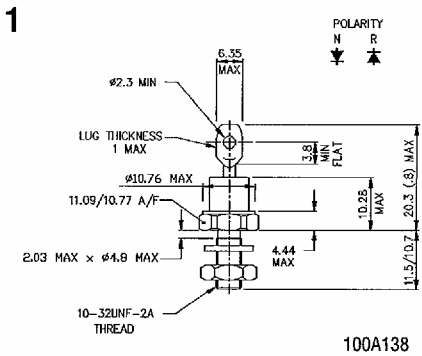 1
POLARITY
N R
6.35
MAX
ø2.3 MIN
LUG THICKNESS
1 MAX
3.8
MIN
FLAT
ø10.76 MAX
11.09/10.77 A/F
10.26
MAX
20.3 (.8) MAX
2.03 MAX × ø4.8 MAX
4.44
MAX
11.5/10.7
10-32UNF-2A
THREAD
100A138